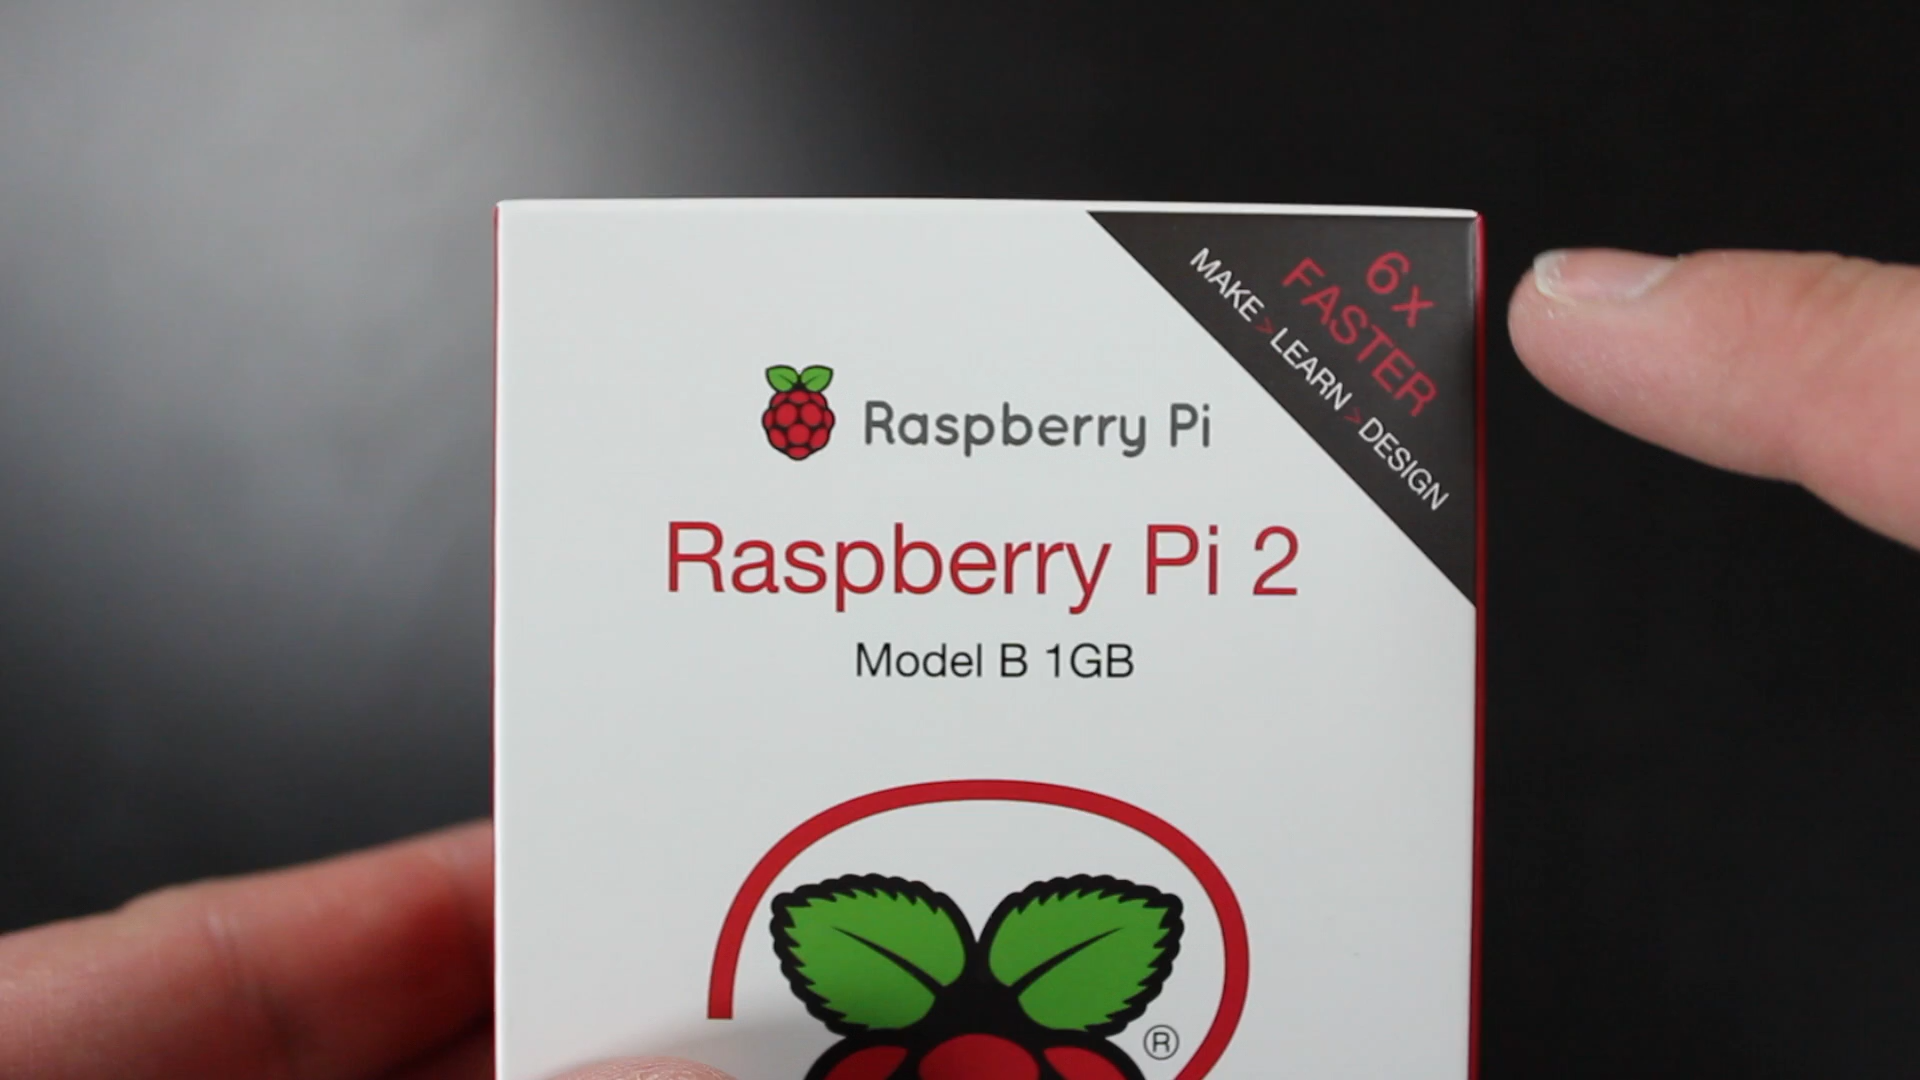 6x
FASTER
MAKE > LEARN > DESIGN
Raspberry Pi
Raspberry Pi 2
Model B 1GB
®